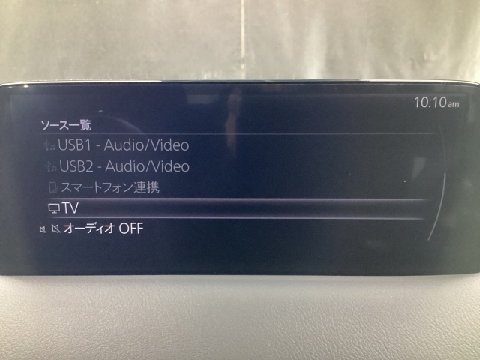 10:10am
ソース一覧
USB1 - Audio/Video
USB2 - Audio/Video
スマートフォン連携
TV
オーディオ OFF